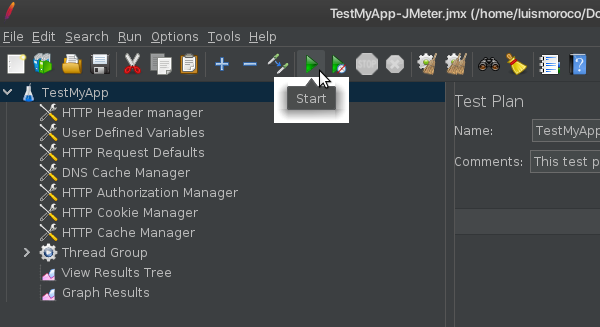 TestMyApp-JMeter.jmx (/home/luismoroco/Do
File Edit Search Run Options Tools Help
STOP
Start
TestMyApp
HTTP Header manager
User Defined Variables
HTTP Request Defaults
DNS Cache Manager
HTTP Authorization Manager
HTTP Cookie Manager
HTTP Cache Manager
Thread Group
View Results Tree
Graph Results
Test Plan
Name: TestMyApp
Comments: This test p